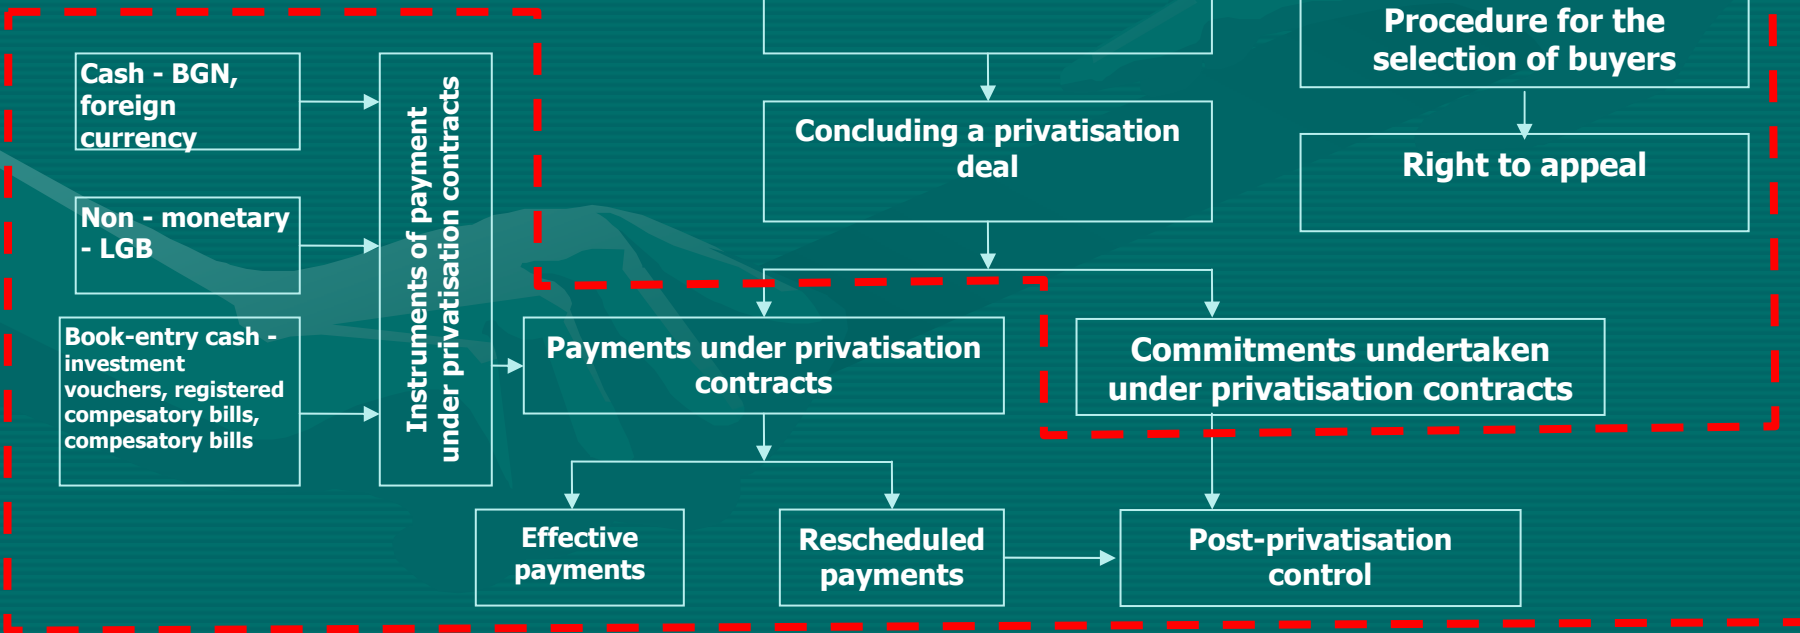 Procedure for the
selection of buyers
Cash - BGN,
foreign
currency
Instruments of payment
under privatisation contracts
Concluding a privatisation
deal
Right to appeal
Non - monetary
- LGB
Book-entry cash -
investment
vouchers, registered
compesatory bills,
compesatory bills
Payments under privatisation
contracts
Commitments undertaken
under privatisation contracts
Effective
payments
Rescheduled
payments
Post-privatisation
control